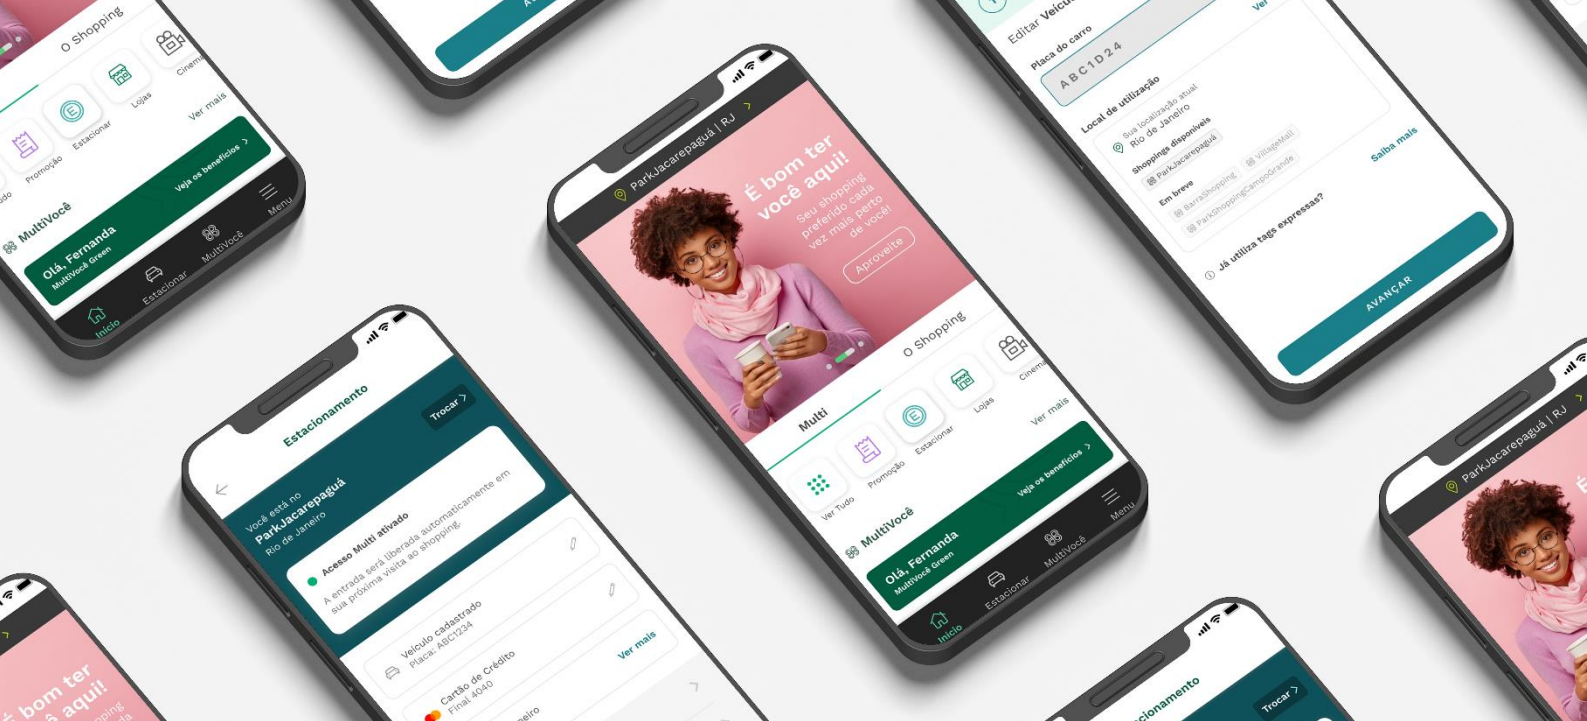 O Shopping
Cinema
Lojas
Estacionar
Promoção
Ver mais
MultiVocê
Veja os benefícios >
Olá, Fernanda
MultiVocê Green
Início
Estacionar
MultiVocê
Menu
Estacionamento
Trocar >
Você está no
ParkJacarepaguá
Rio de Janeiro
Acesso Multi ativado
A entrada será liberada automaticamente em
sua próxima visita ao shopping.
Veículo cadastrado
Placa: ABC1234
Cartão de Crédito
Final 4040
Ver mais
ParkJacarepaguá | RJ
É bom ter
você aqui!
Seu shopping
preferido cada
vez mais perto
de você!
Aproveite
Multi
O Shopping
Ver Tudo
Promoção
Estacionar
Lojas
Cinema
Ver mais
MultiVocê
Veja os benefícios >
Olá, Fernanda
MultiVocê Green
Início
Estacionar
MultiVocê
Menu
Editar Veícu
Placa do carro
ABC1D24
Ver
Local de utilização
Sua localização atual
Rio de Janeiro
Shoppings disponíveis
ParkJacarepaguá
Em breve
BarraShopping
VillageMall
ParkShoppingCampoGrande
Saiba mais
Já utiliza tags expressas?
AVANÇAR
ParkJacarepaguá | RJ
bom ter
aqui!
cionamento
Trocar >